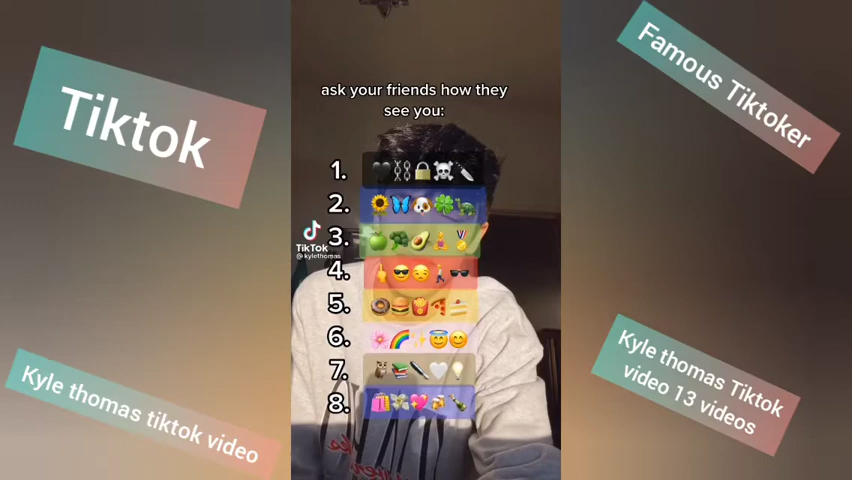 Tiktok
Famous Tiktoker
ask your friends how they
see you:
1. 🖤⛓🔒☠️🔪
2. 🌻🦋🐶🍀🐢
3. 🍏🥦🥑🧘🏅
4. 🖕😎😒🚶🕶
5. 🍩🍔🍟🍕🍰
6. 🌸🌈✨😇😊
7. 🦉📚🖋🤍💡
8. 🛍💸💖🍻🍾
TikTok
@kylethomas
Kyle thomas tiktok video
Kyle thomas Tiktok
video 13 videos